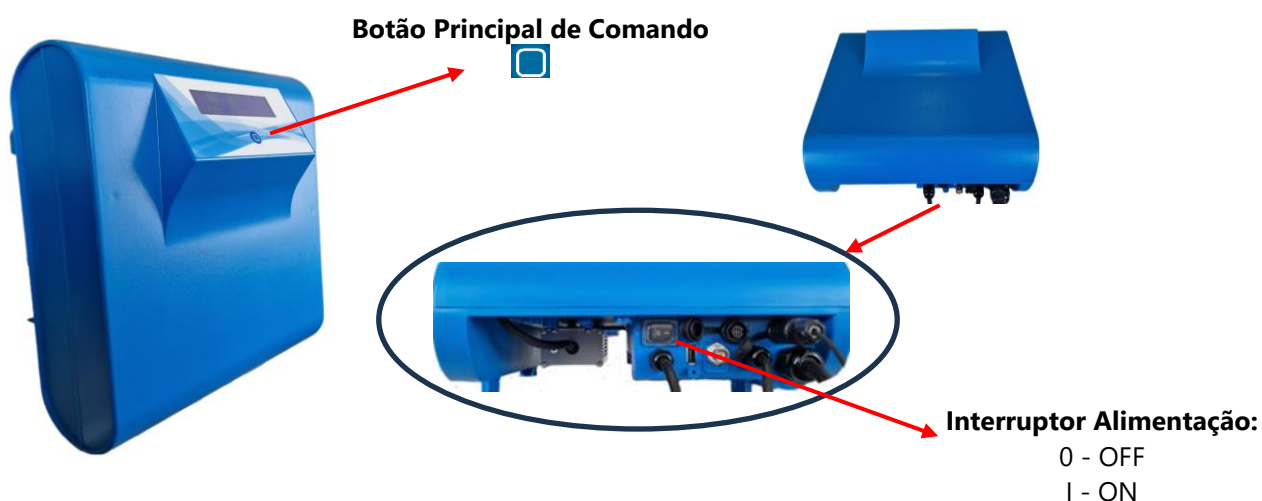 Botão Principal de Comando
Interruptor Alimentação:
0 - OFF
I - ON